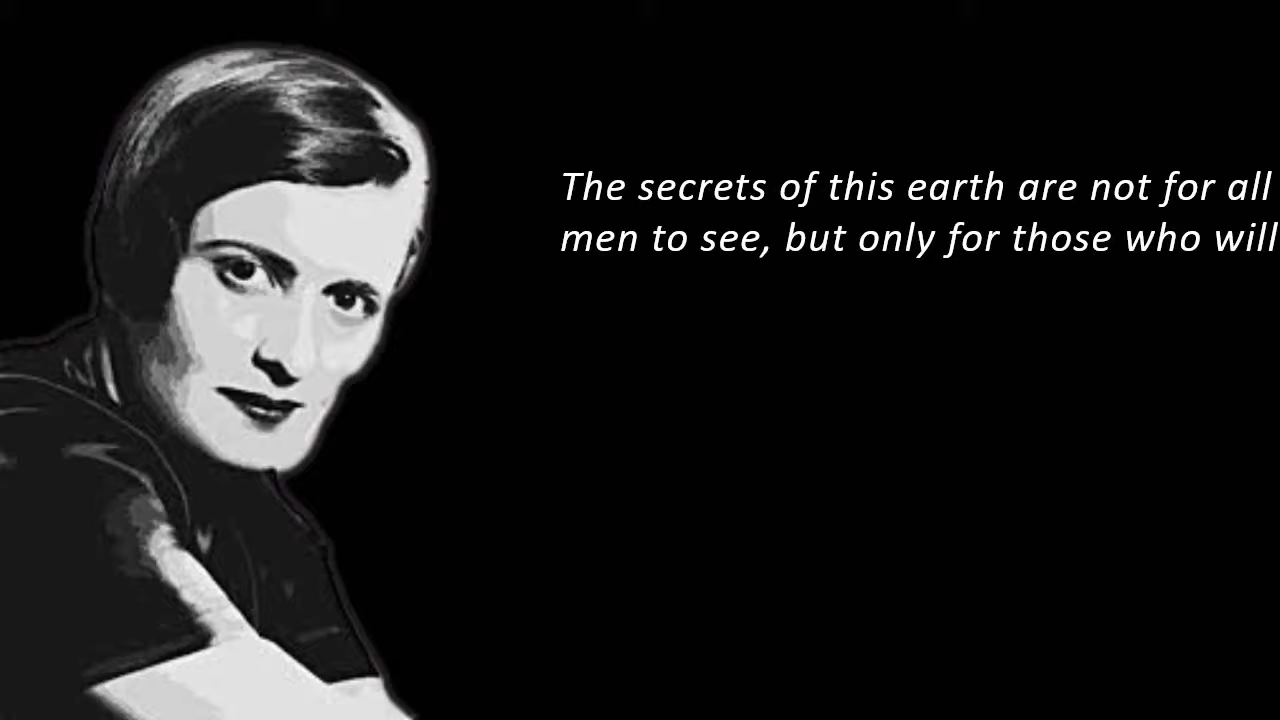 The secrets of this earth are not for all
men to see, but only for those who will